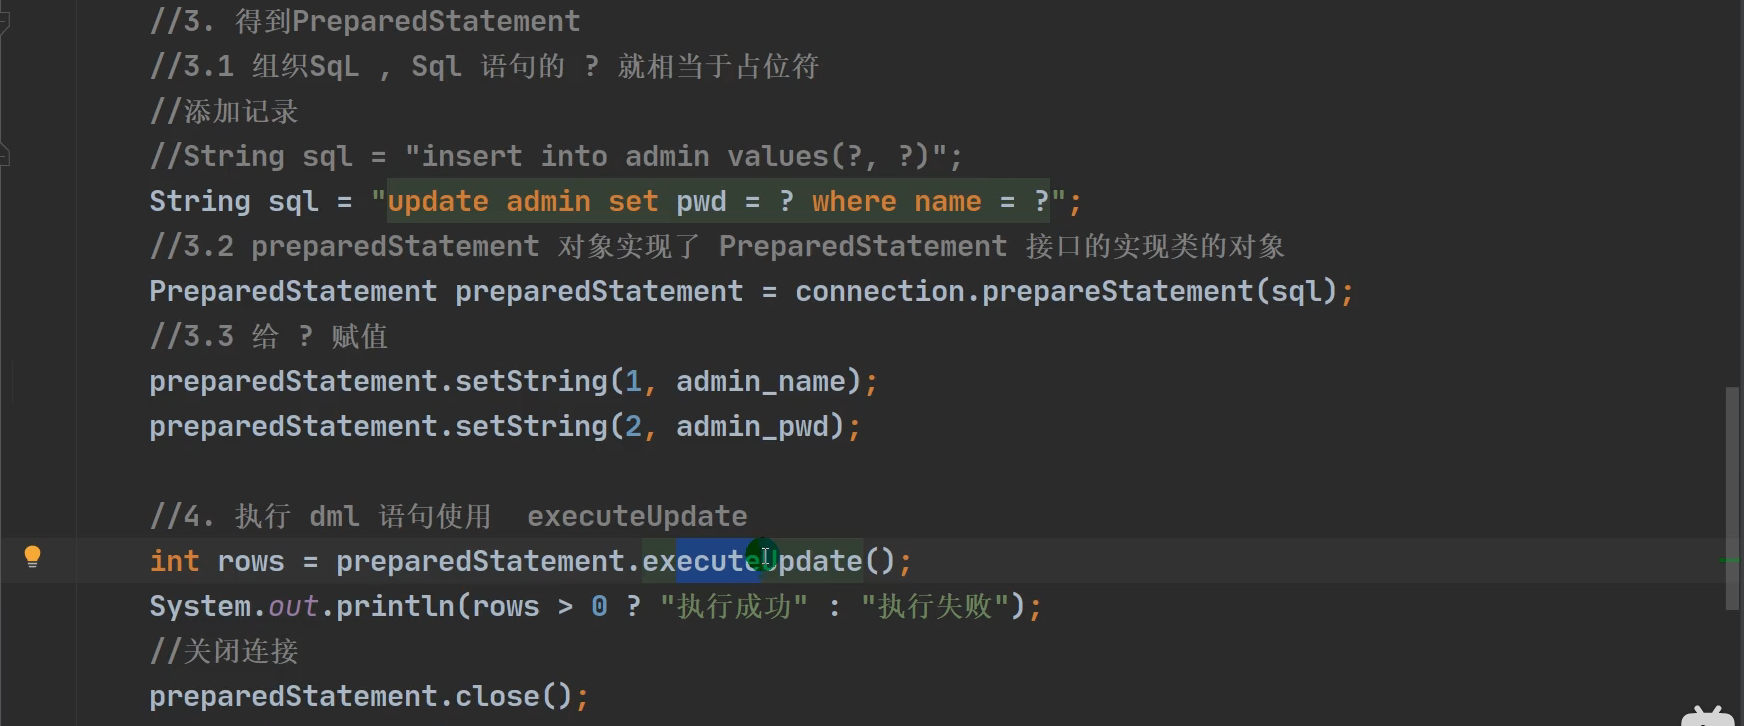 //3. 得到PreparedStatement
//3.1 组织SqL , Sql 语句的 ? 就相当于占位符
//添加记录
//String sql = "insert into admin values(?, ?)";
String sql = "update admin set pwd = ? where name = ?";
//3.2 preparedStatement 对象实现了 PreparedStatement 接口的实现类的对象
PreparedStatement preparedStatement = connection.prepareStatement(sql);
//3.3 给 ? 赋值
preparedStatement.setString(1, admin_name);
preparedStatement.setString(2, admin_pwd);
//4. 执行 dml 语句使用  executeUpdate
int rows = preparedStatement.executeUpdate();
System.out.println(rows > 0 ? "执行成功" : "执行失败");
//关闭连接
preparedStatement.close();